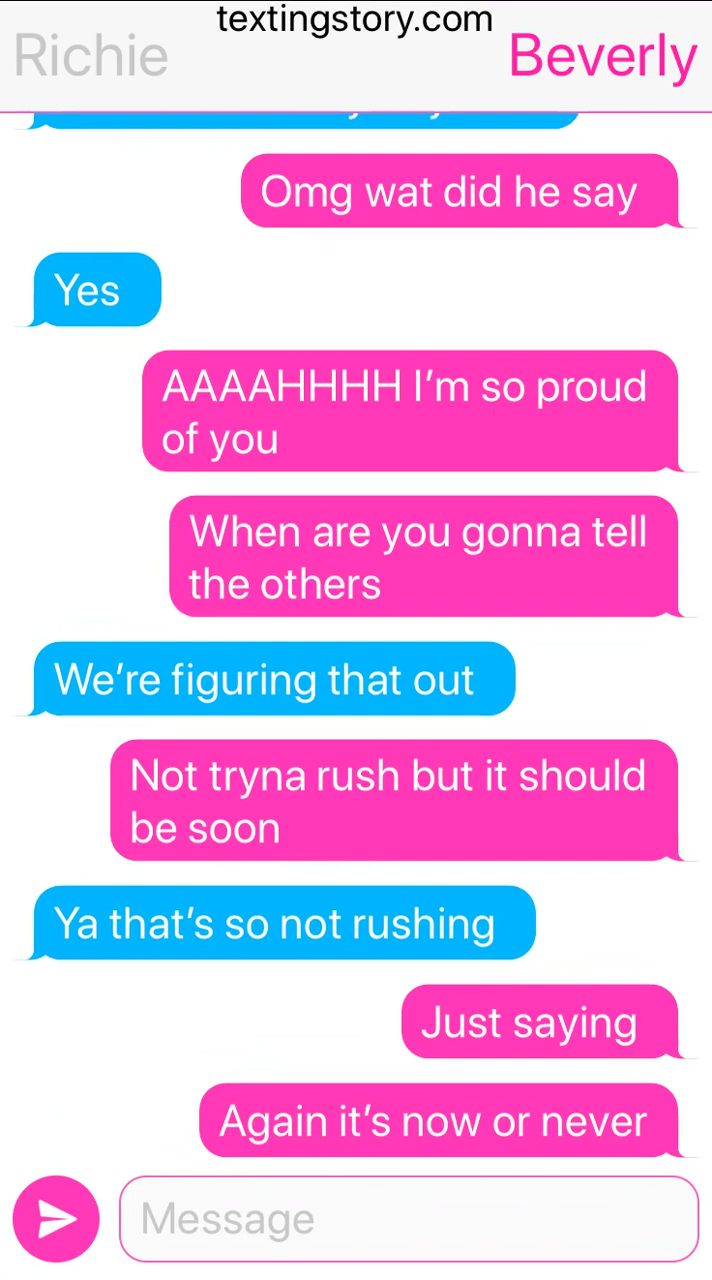 textingstory.com
Richie
Beverly
Omg wat did he say
Yes
AAAAHHHH I’m so proud
of you
When are you gonna tell
the others
We’re figuring that out
Not tryna rush but it should
be soon
Ya that’s so not rushing
Just saying
Again it’s now or never
Message